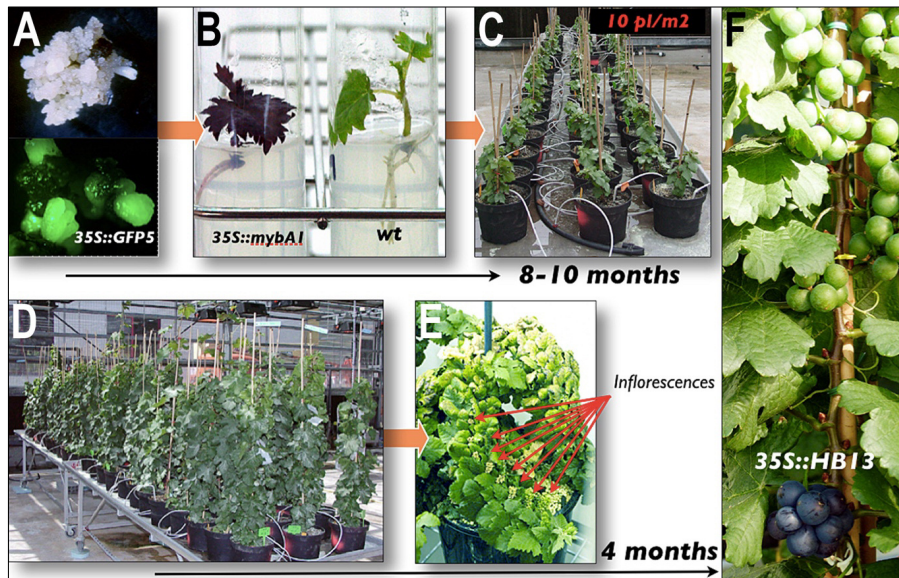 A
B
C
10 pl/m2
F
35S::GFP5
35S::mybA1
wt
8-10 months
D
E
Inflorescences
35S::HB13
4 months